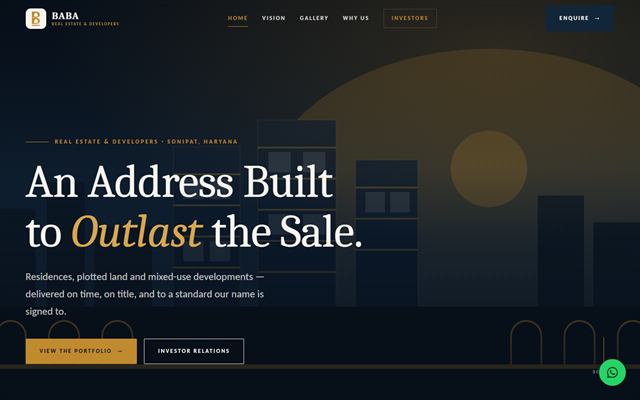 BABA
REAL ESTATE & DEVELOPERS
HOME
VISION
GALLERY
WHY US
INVESTORS
ENQUIRE →
REAL ESTATE & DEVELOPERS • SONIPAT, HARYANA
An Address Built
to Outlast the Sale.
Residences, plotted land and mixed-use developments —
delivered on time, on title, and to a standard our name is
signed to.
VIEW THE PORTFOLIO →
INVESTOR RELATIONS